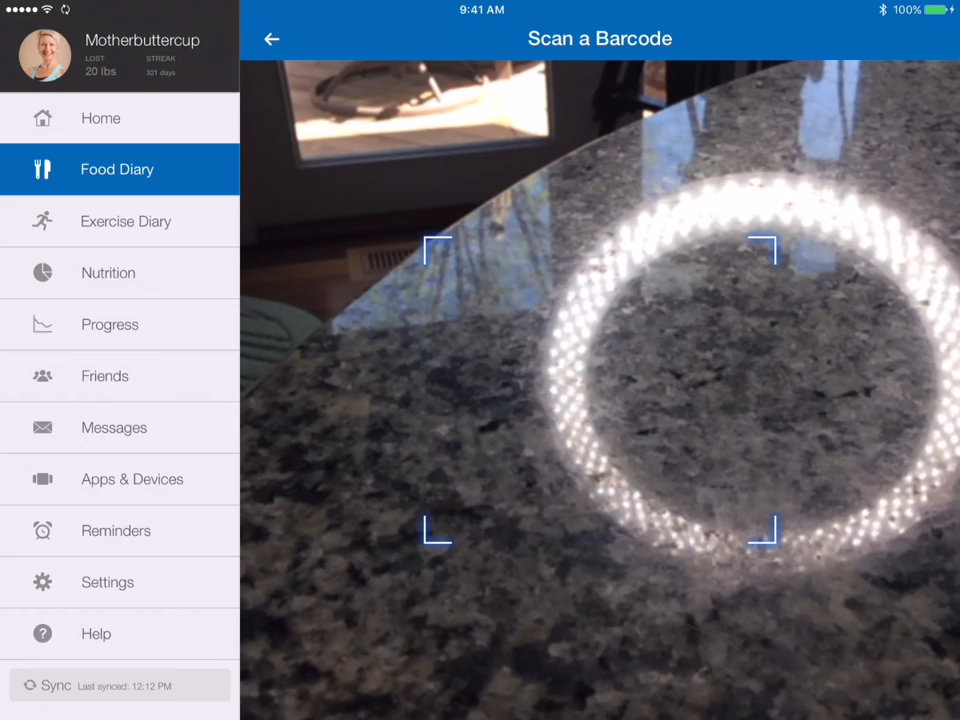 9:41 AM
100%
Motherbuttercup
LOST
STREAK
20 lbs
321 days
Scan a Barcode
Home
Food Diary
Exercise Diary
Nutrition
Progress
Friends
Messages
Apps & Devices
Reminders
Settings
Help
Sync Last synced: 12:12 PM